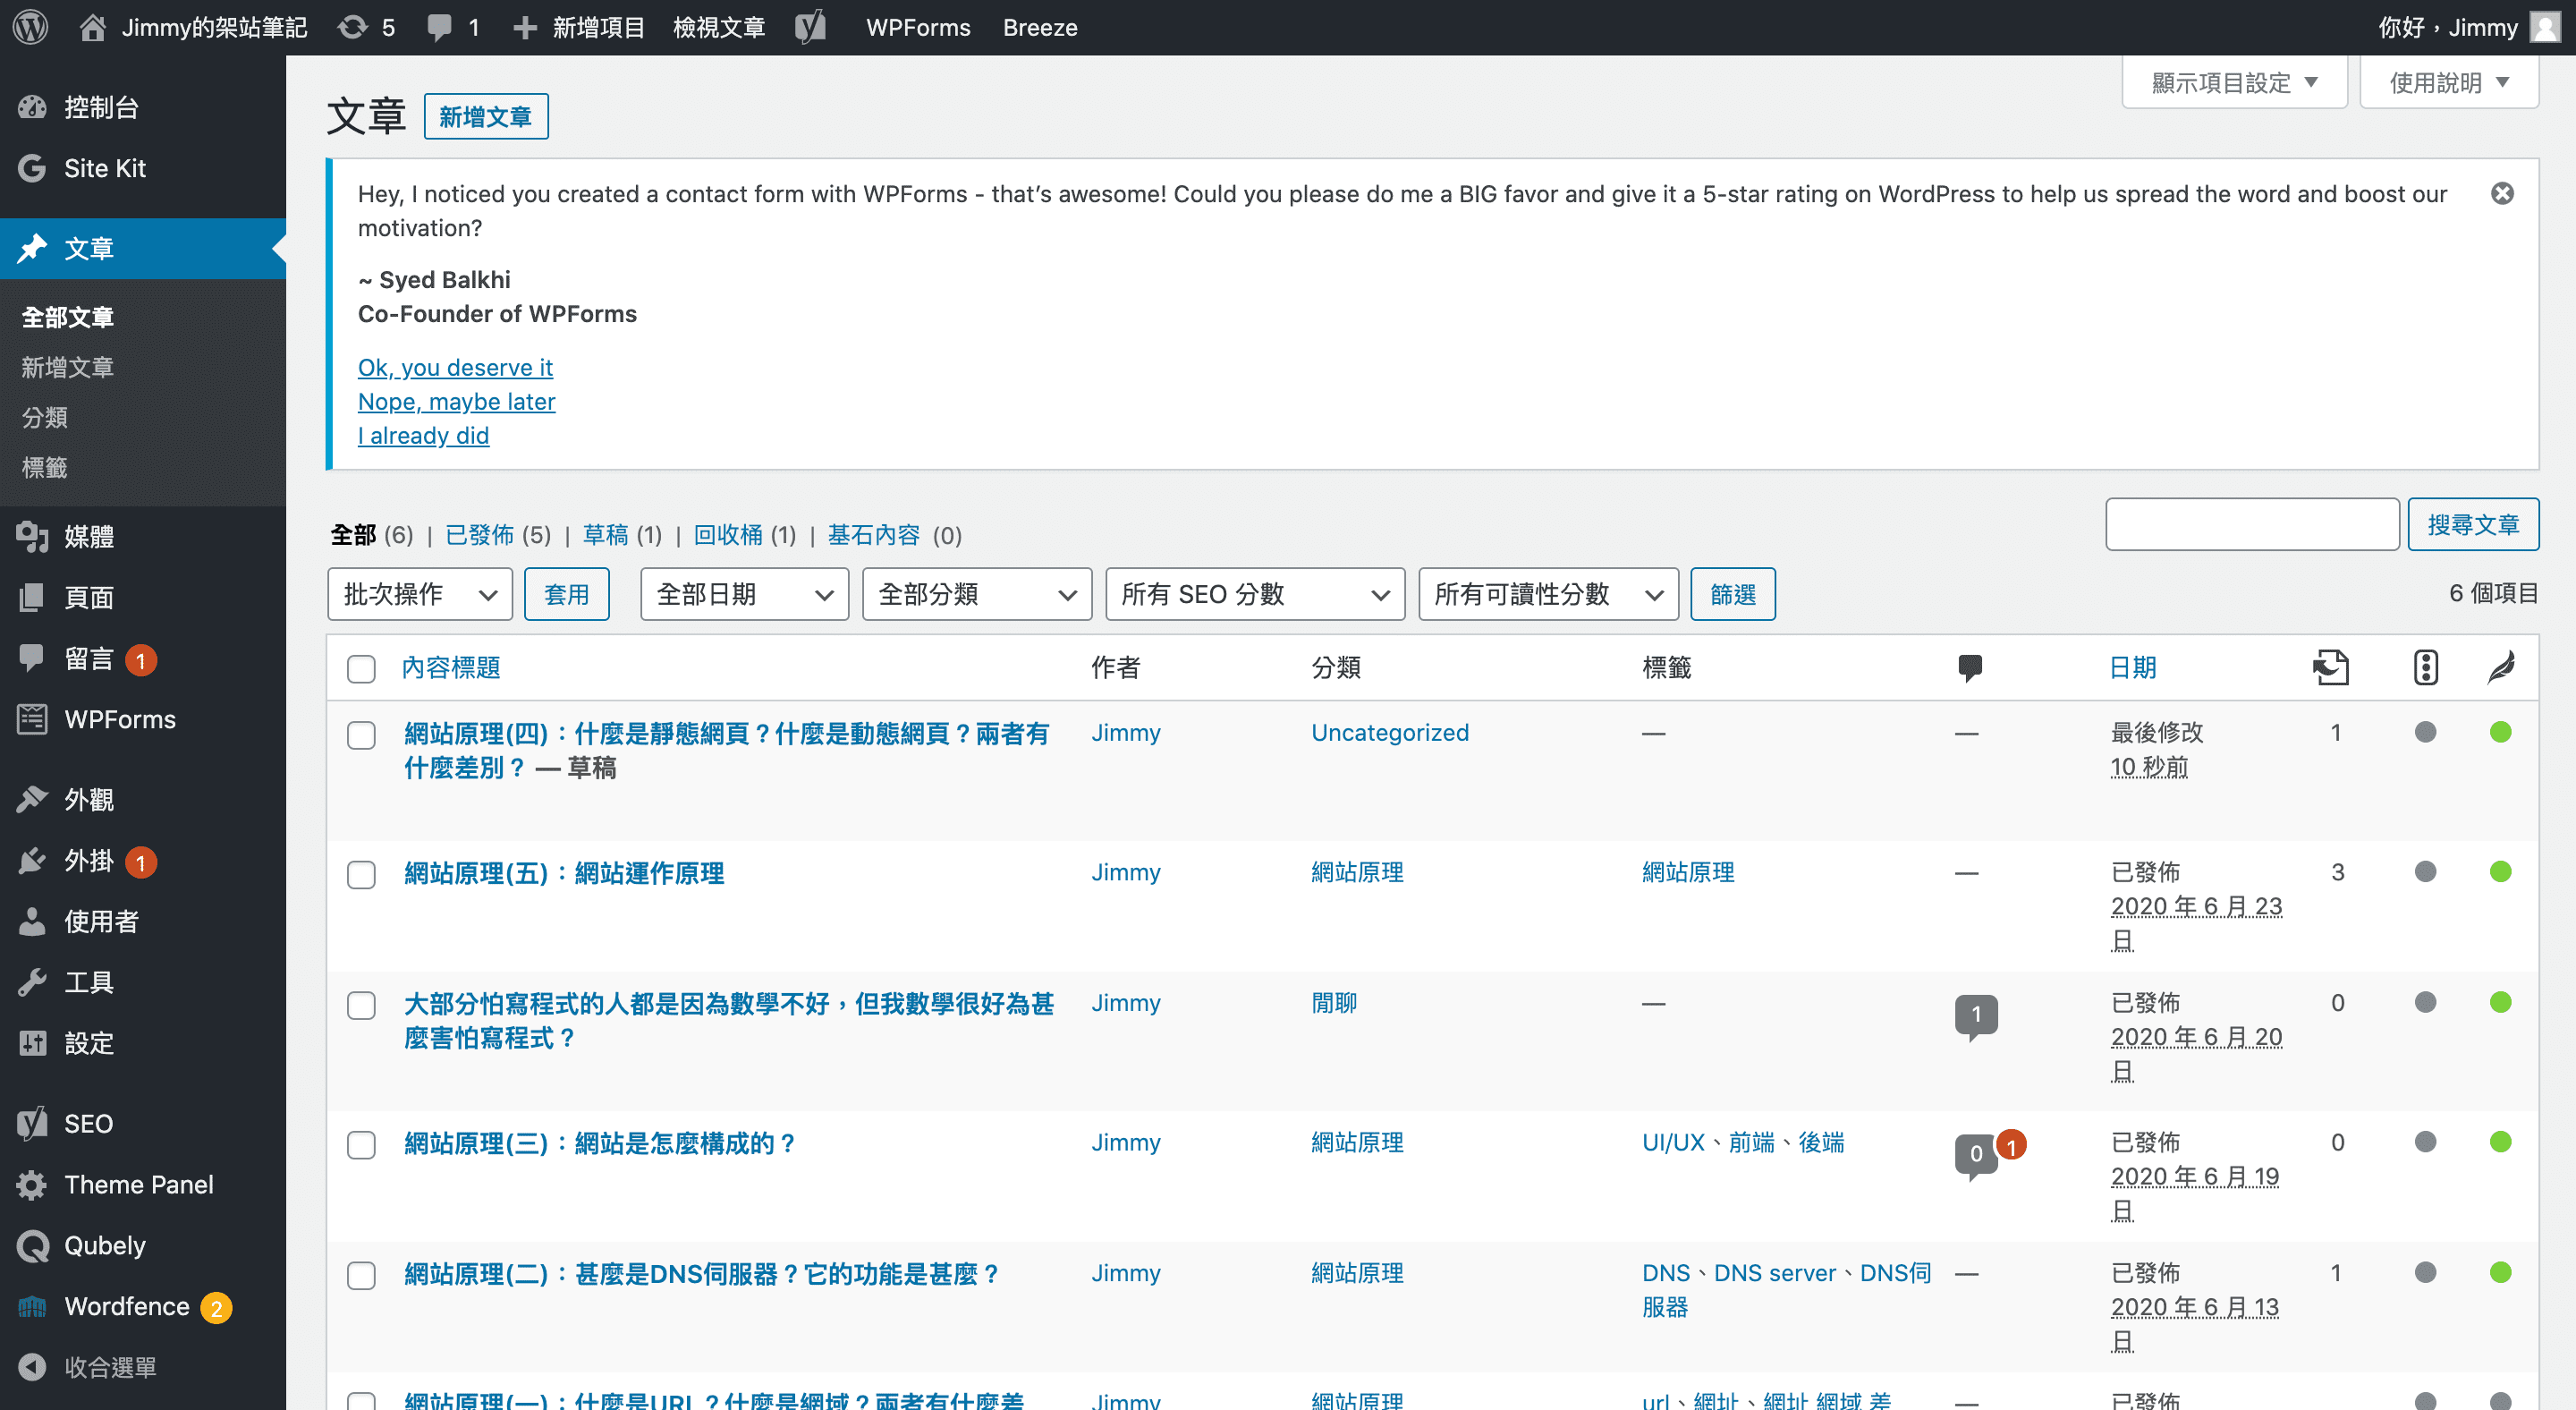 Jimmy的架站筆記 5 1 新增項目 檢視文章 WPForms Breeze 你好，Jimmy
控制台
Site Kit
文章
全部文章
新增文章
分類
標籤
媒體
頁面
留言 1
WPForms
外觀
外掛 1
使用者
工具
設定
SEO
Theme Panel
Qubely
Wordfence 2
收合選單
顯示項目設定 ▼ 使用說明 ▼
文章 新增文章
Hey, I noticed you created a contact form with WPForms - that’s awesome! Could you please do me a BIG favor and give it a 5-star rating on WordPress to help us spread the word and boost our
motivation?
~ Syed Balkhi
Co-Founder of WPForms
Ok, you deserve it
Nope, maybe later
I already did
全部 (6) | 已發佈 (5) | 草稿 (1) | 回收桶 (1) | 基石內容 (0)
搜尋文章
批次操作 套用 全部日期 全部分類 所有 SEO 分數 所有可讀性分數 篩選 6 個項目
內容標題 作者 分類 標籤 日期
網站原理(四)：什麼是靜態網頁？什麼是動態網頁？兩者有 Jimmy Uncategorized — — 最後修改 1
什麼差別？ — 草稿 10 秒前
網站原理(五)：網站運作原理 Jimmy 網站原理 網站原理 — 已發佈 3
2020 年 6 月 23
日
大部分怕寫程式的人都是因為數學不好，但我數學很好為甚 Jimmy 閒聊 — 1 已發佈 0
麼害怕寫程式？ 2020 年 6 月 20
日
網站原理(三)：網站是怎麼構成的？ Jimmy 網站原理 UI/UX、前端、後端 0 1 已發佈 0
2020 年 6 月 19
日
網站原理(二)：甚麼是DNS伺服器？它的功能是甚麼？ Jimmy 網站原理 DNS、DNS server、DNS伺 — 已發佈 1
服器 2020 年 6 月 13
日
網站原理(一)：什麼是URL？什麼是網域？兩者有什麼差 Jimmy 網站原理 url、網址、網址 網域 差 — 已發佈